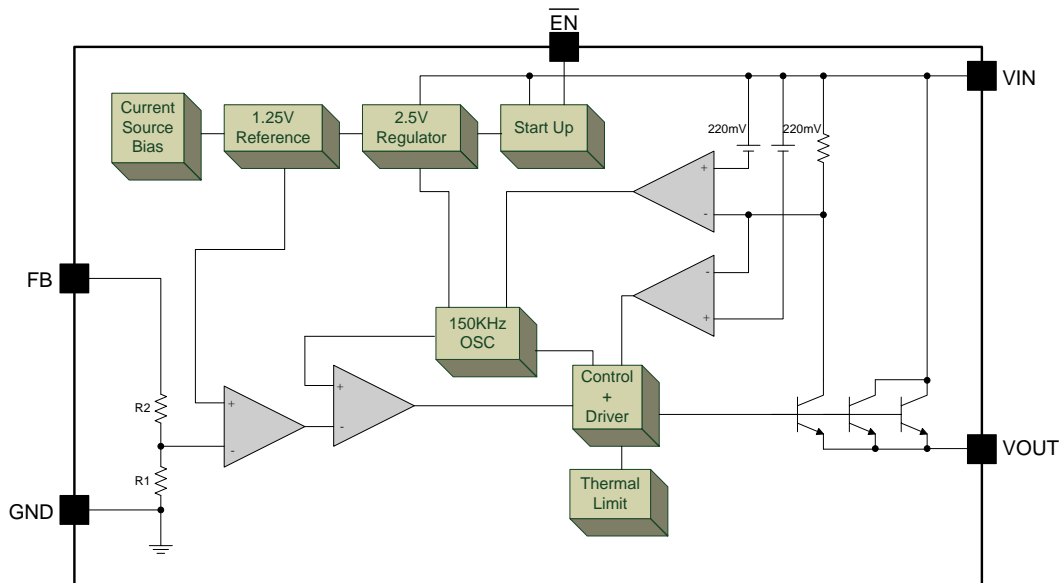 EN
VIN
Current
Source
Bias
1.25V
Reference
2.5V
Regulator
Start Up
220mV
220mV
+
-
-
+
FB
150KHz
OSC
Control
+
Driver
R2
+
-
+
-
R1
VOUT
Thermal
Limit
GND